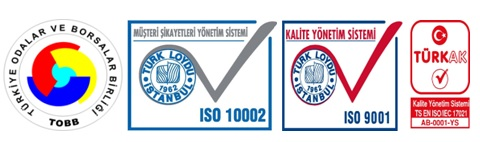 TÜRKİYE ODALAR VE BORSALAR BİRLİĞİ
TOBB
MÜŞTERİ ŞİKAYETLERİ YÖNETİM SİSTEMİ
TÜRK LOYDU
1962
İSTANBUL
ISO 10002
KALİTE YÖNETİM SİSTEMİ
TÜRK LOYDU
1962
İSTANBUL
ISO 9001
TÜRKAK
Kalite Yönetim Sistemi
TS EN ISO/IEC 17021
AB-0001-YS